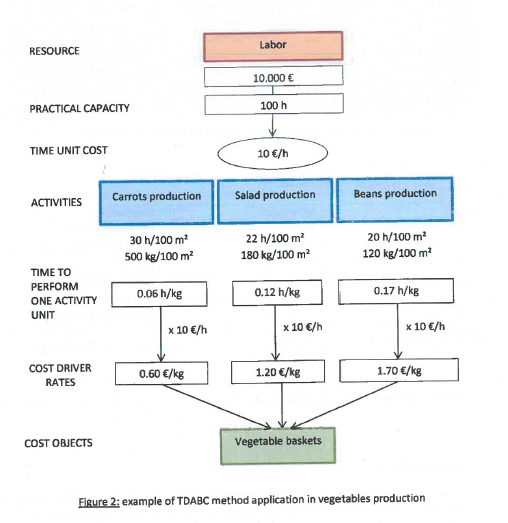 RESOURCE
Labor
10.000 €
PRACTICAL CAPACITY
100 h
TIME UNIT COST
10 €/h
ACTIVITIES
Carrots production
Salad production
Beans production
30 h/100 m²
22 h/100 m²
20 h/100 m²
500 kg/100 m²
180 kg/100 m²
120 kg/100 m²
TIME TO
PERFORM
ONE ACTIVITY
UNIT
0.06 h/kg
0.12 h/kg
0.17 h/kg
x 10 €/h
x 10 €/h
x 10 €/h
COST DRIVER
RATES
0.60 €/kg
1.20 €/kg
1.70 €/kg
COST OBJECTS
Vegetable baskets
Figure 2: example of TDABC method application in vegetables production